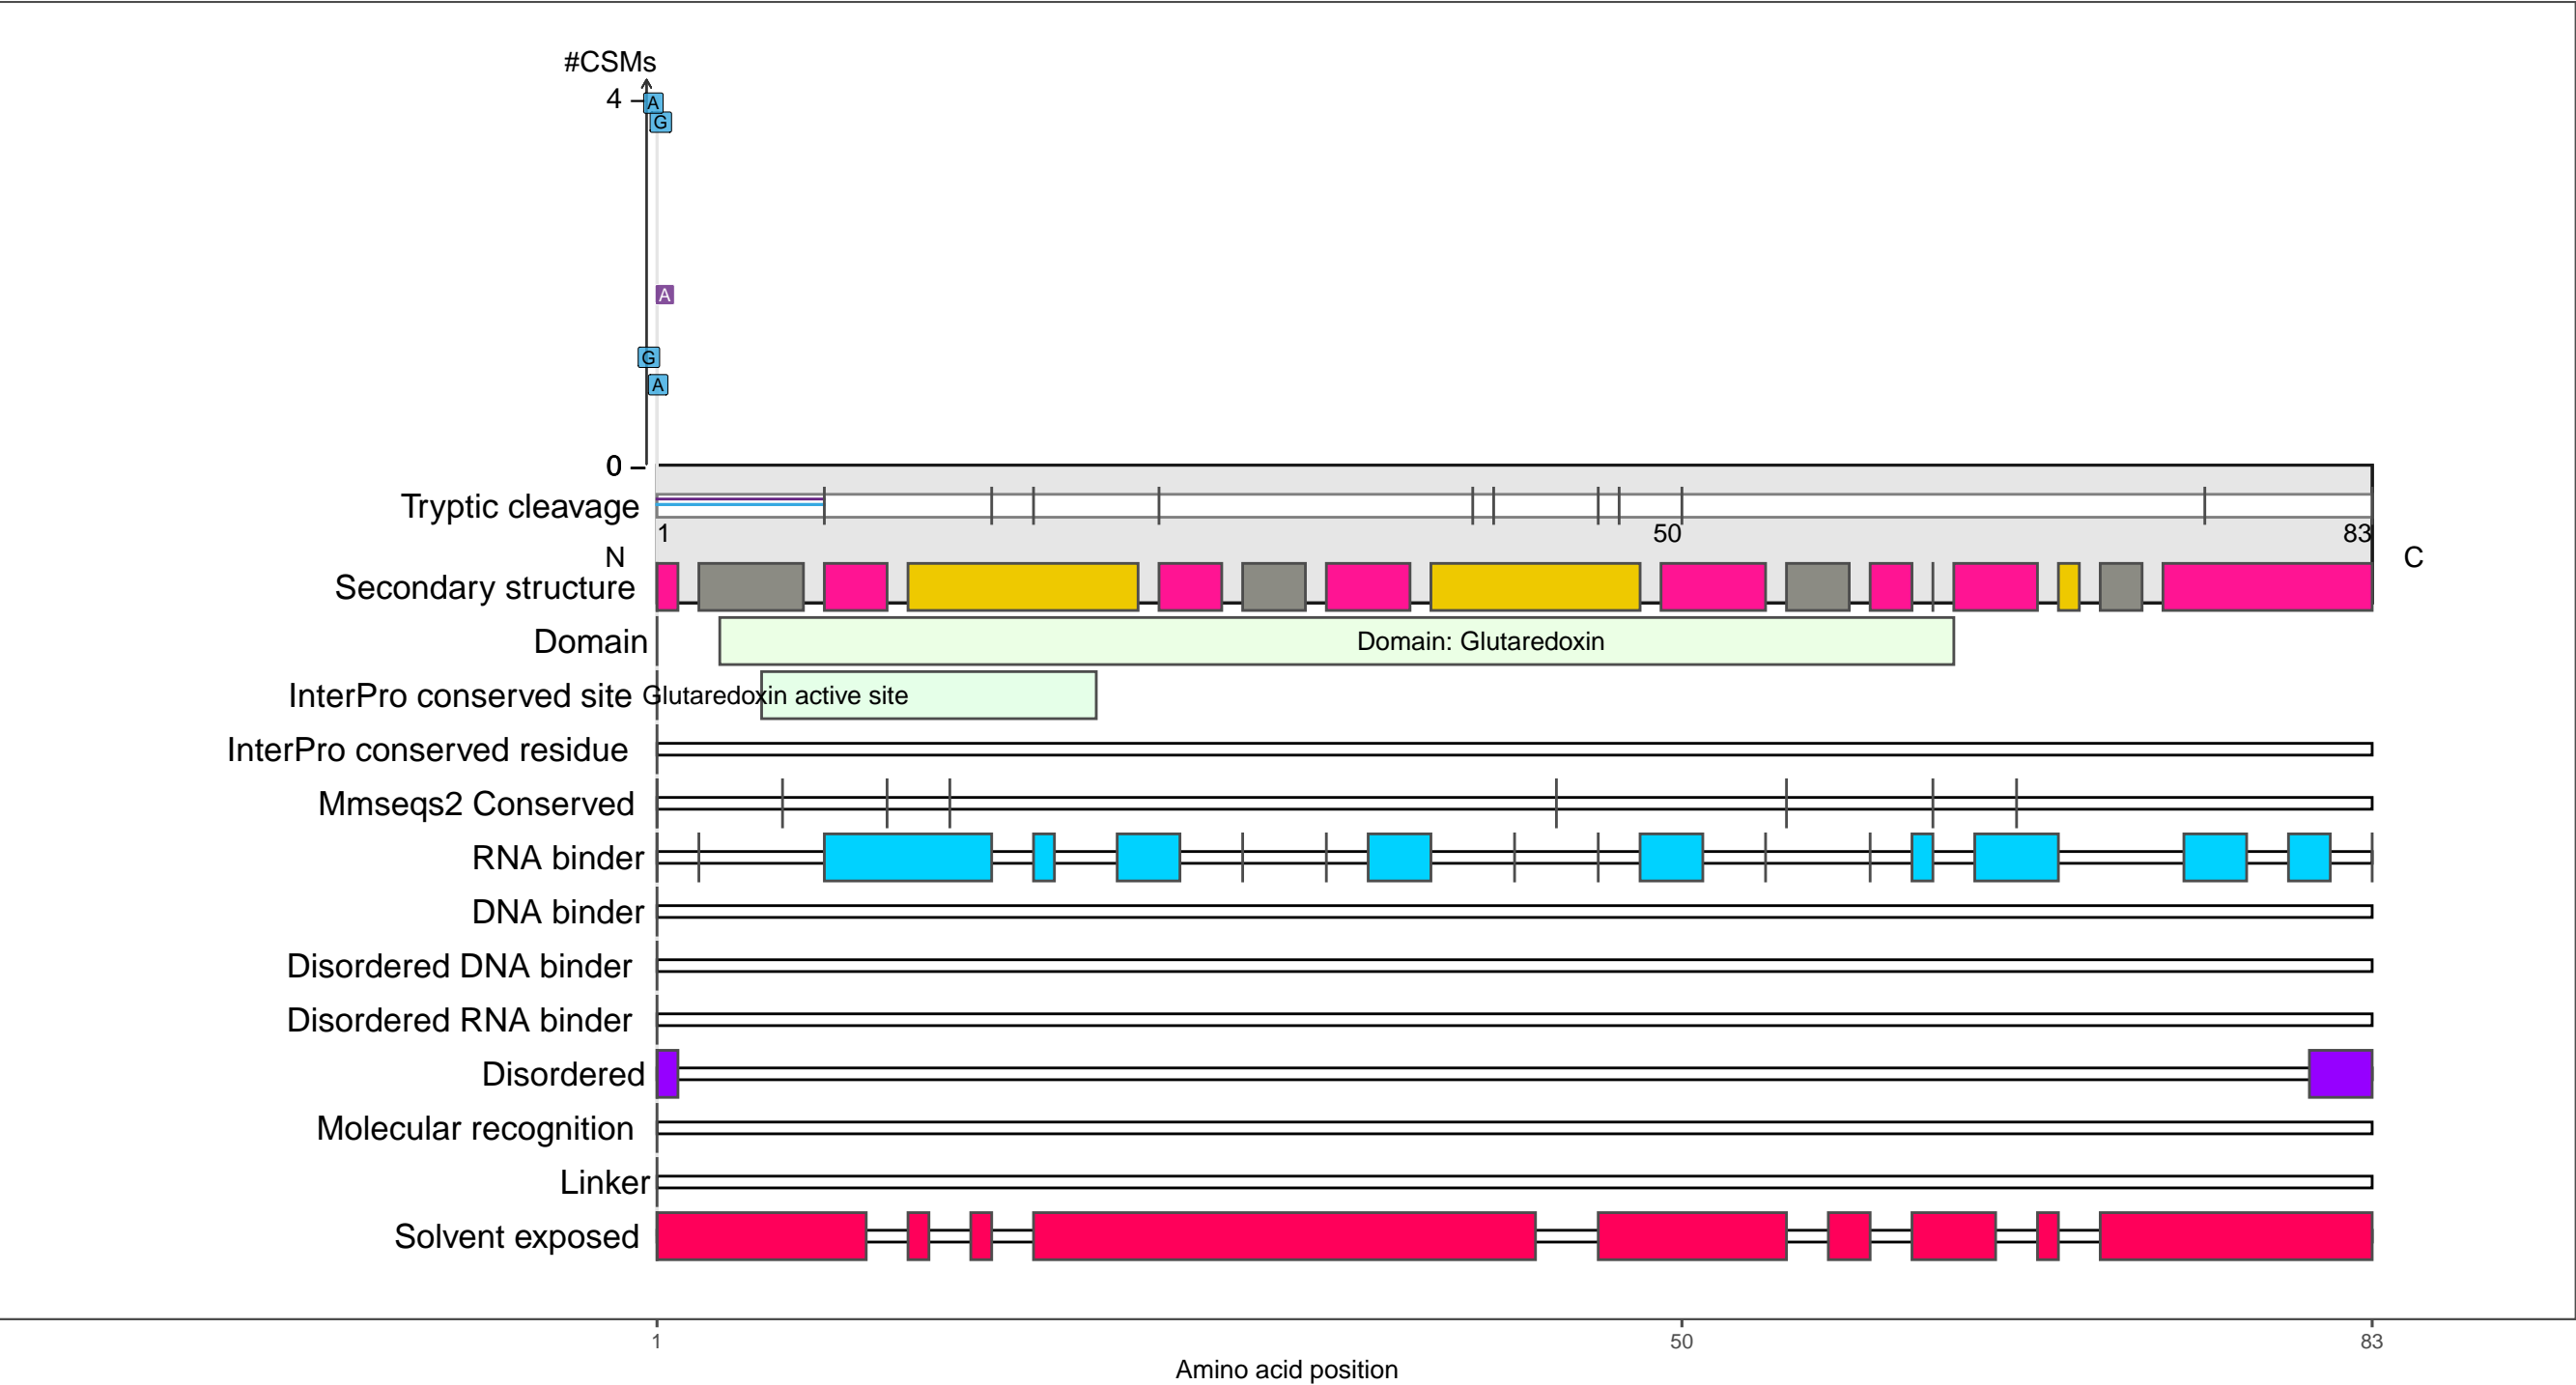 #CSMs
4
A
G
A
G
A
0
Tryptic cleavage
1
50
83
N
C
Secondary structure
Domain
Domain: Glutaredoxin
InterPro conserved site
Glutaredoxin active site
InterPro conserved residue
Mmseqs2 Conserved
RNA binder
DNA binder
Disordered DNA binder
Disordered RNA binder
Disordered
Molecular recognition
Linker
Solvent exposed
1
50
83
Amino acid position